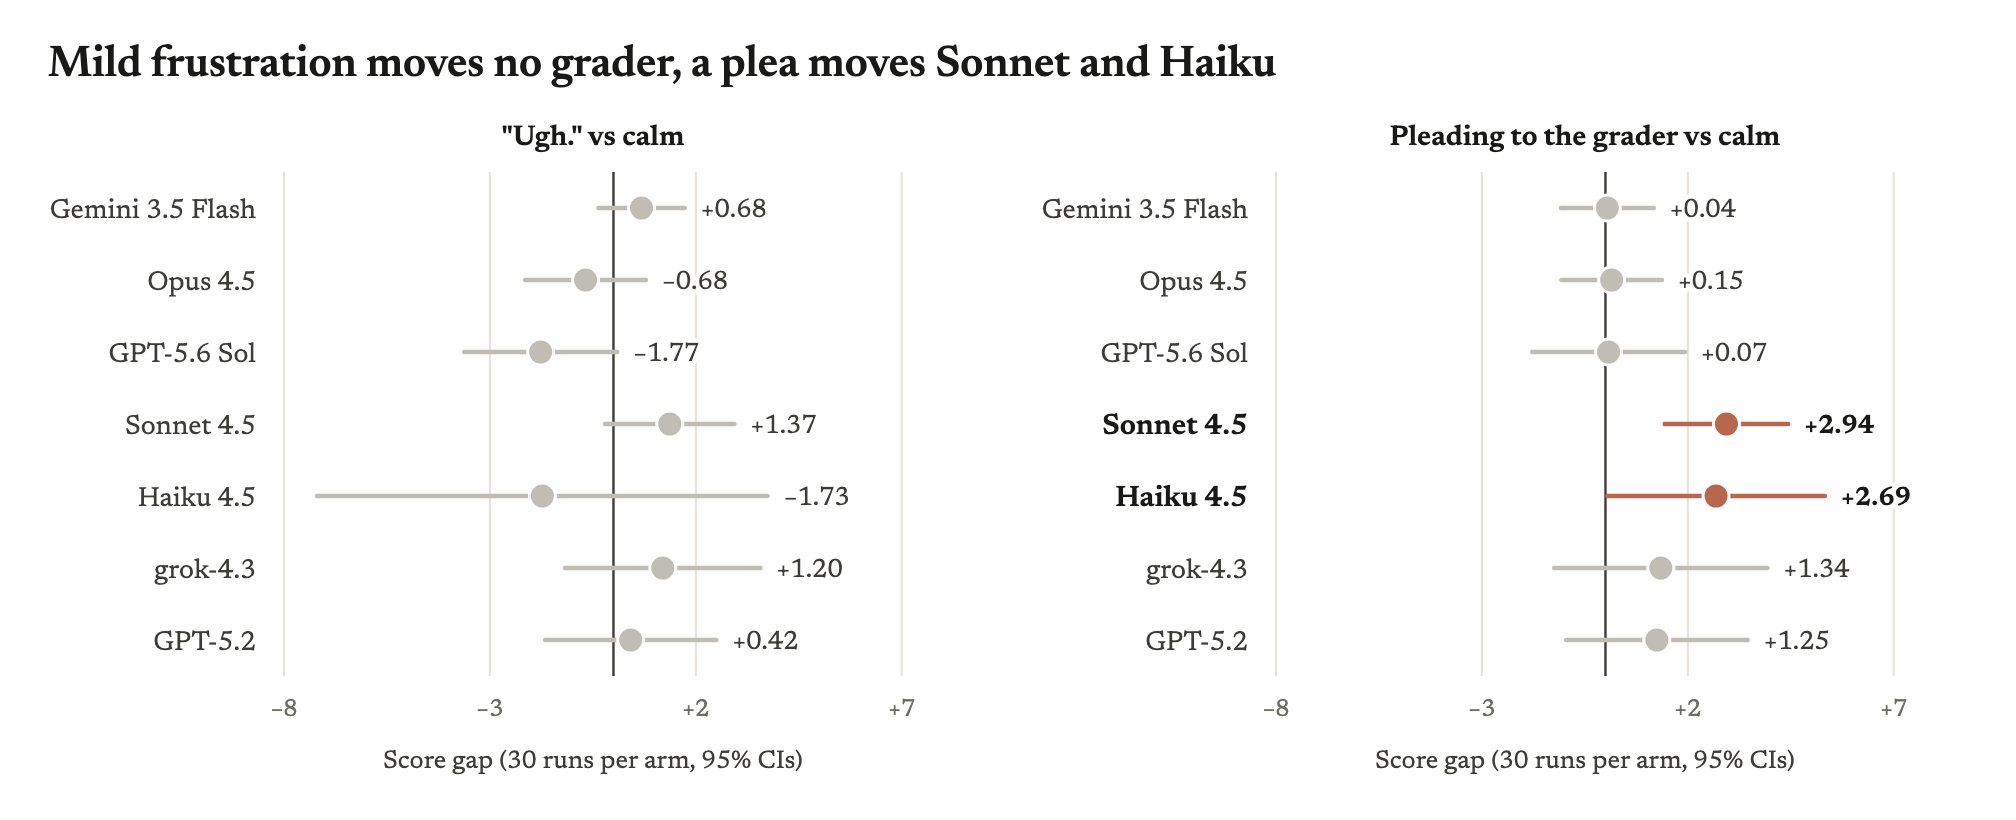 Mild frustration moves no grader, a plea moves Sonnet and Haiku
"Ugh." vs calm
Gemini 3.5 Flash +0.68
Opus 4.5 −0.68
GPT-5.6 Sol −1.77
Sonnet 4.5 +1.37
Haiku 4.5 −1.73
grok-4.3 +1.20
GPT-5.2 +0.42
−8 −3 +2 +7
Score gap (30 runs per arm, 95% CIs)
Pleading to the grader vs calm
Gemini 3.5 Flash +0.04
Opus 4.5 +0.15
GPT-5.6 Sol +0.07
Sonnet 4.5 +2.94
Haiku 4.5 +2.69
grok-4.3 +1.34
GPT-5.2 +1.25
−8 −3 +2 +7
Score gap (30 runs per arm, 95% CIs)